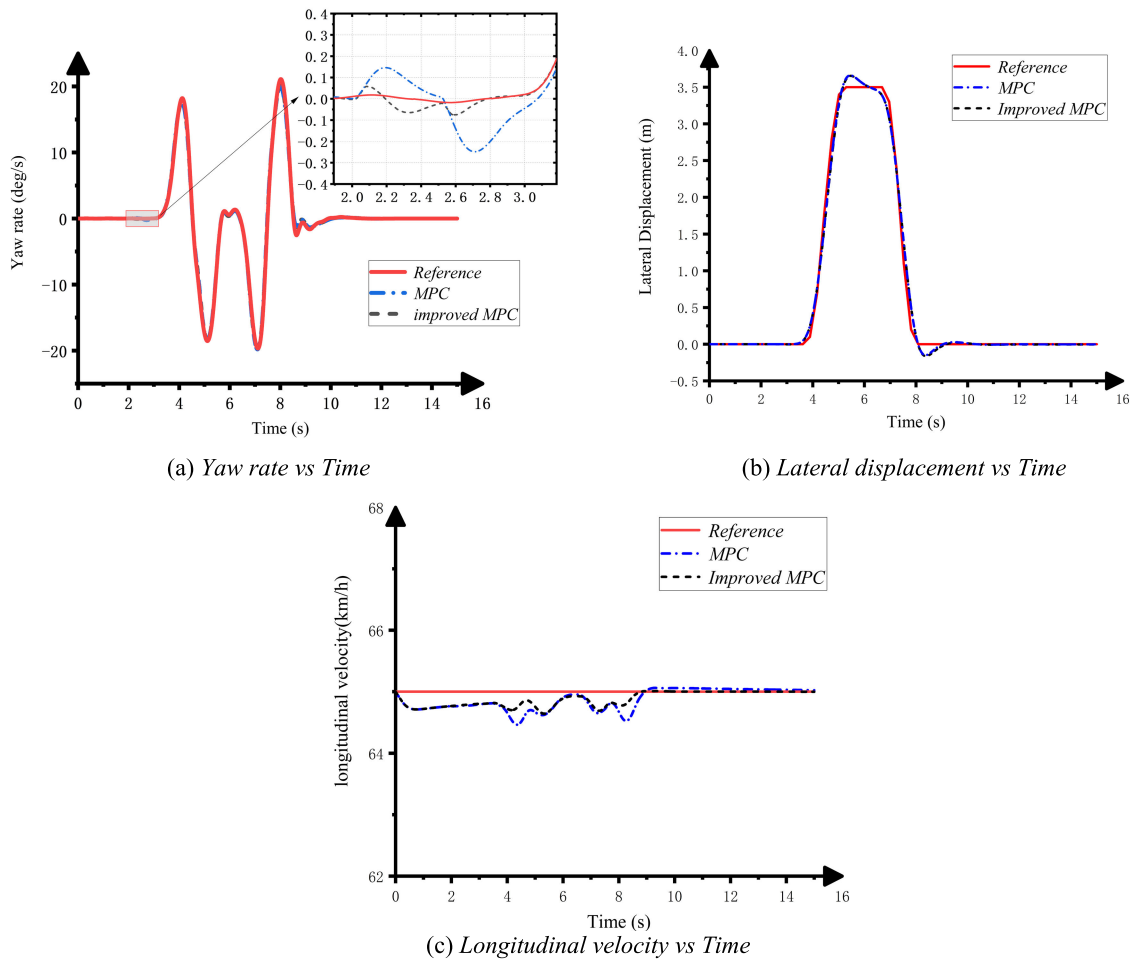 0.4
0.3
0.2
0.1
0.0
−0.1
−0.2
−0.3
−0.4
2.0 2.2 2.4 2.6 2.8 3.0
20
10
0
−10
−20
Yaw rate (deg/s)
Reference
MPC
improved MPC
0 2 4 6 8 10 12 14 16
Time (s)
(a) Yaw rate vs Time
4.0
3.5
3.0
2.5
2.0
1.5
1.0
0.5
0.0
−0.5
Lateral Displacement (m)
Reference
MPC
Improved MPC
0 2 4 6 8 10 12 14 16
Time (s)
(b) Lateral displacement vs Time
68
66
64
62
longitudinal velocity(km/h)
Reference
MPC
Improved MPC
0 2 4 6 8 10 12 14 16
Time (s)
(c) Longitudinal velocity vs Time